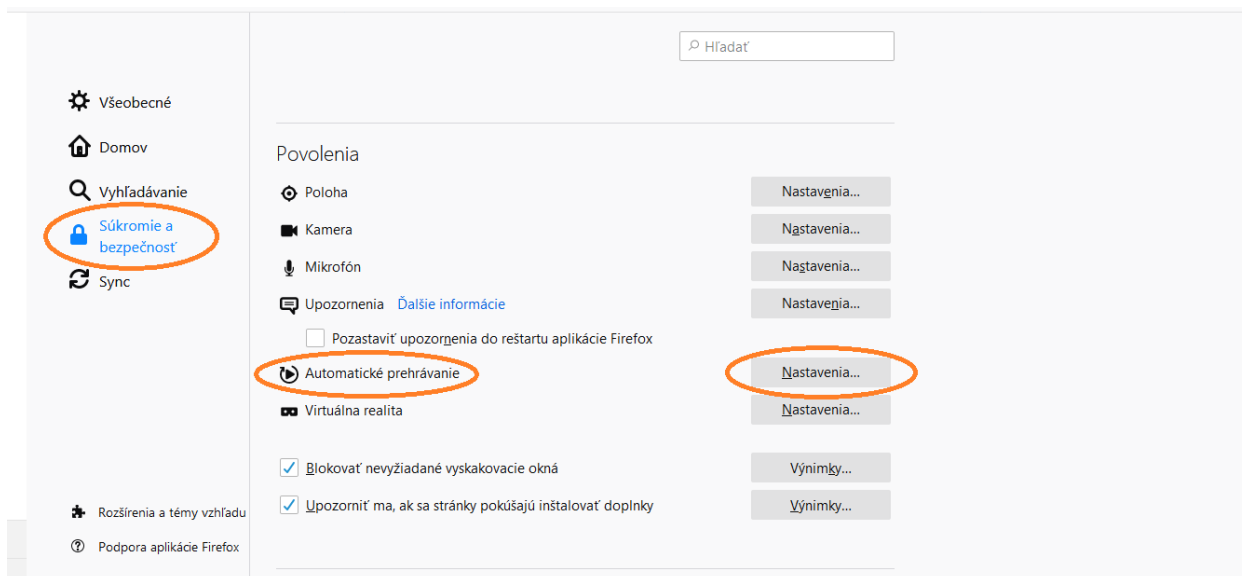 Hľadať
Všeobecné
Domov
Vyhľadávanie
Súkromie a
bezpečnosť
Sync
Rozšírenia a témy vzhľadu
Podpora aplikácie Firefox
Povolenia
Poloha Nastavenia...
Kamera Nastavenia...
Mikrofón Nastavenia...
Upozornenia Ďalšie informácie Nastavenia...
Pozastaviť upozornenia do reštartu aplikácie Firefox
Automatické prehrávanie Nastavenia...
Virtuálna realita Nastavenia...
Blokovať nevyžiadané vyskakovacie okná Výnimky...
Upozorniť ma, ak sa stránky pokúšajú inštalovať doplnky Výnimky...